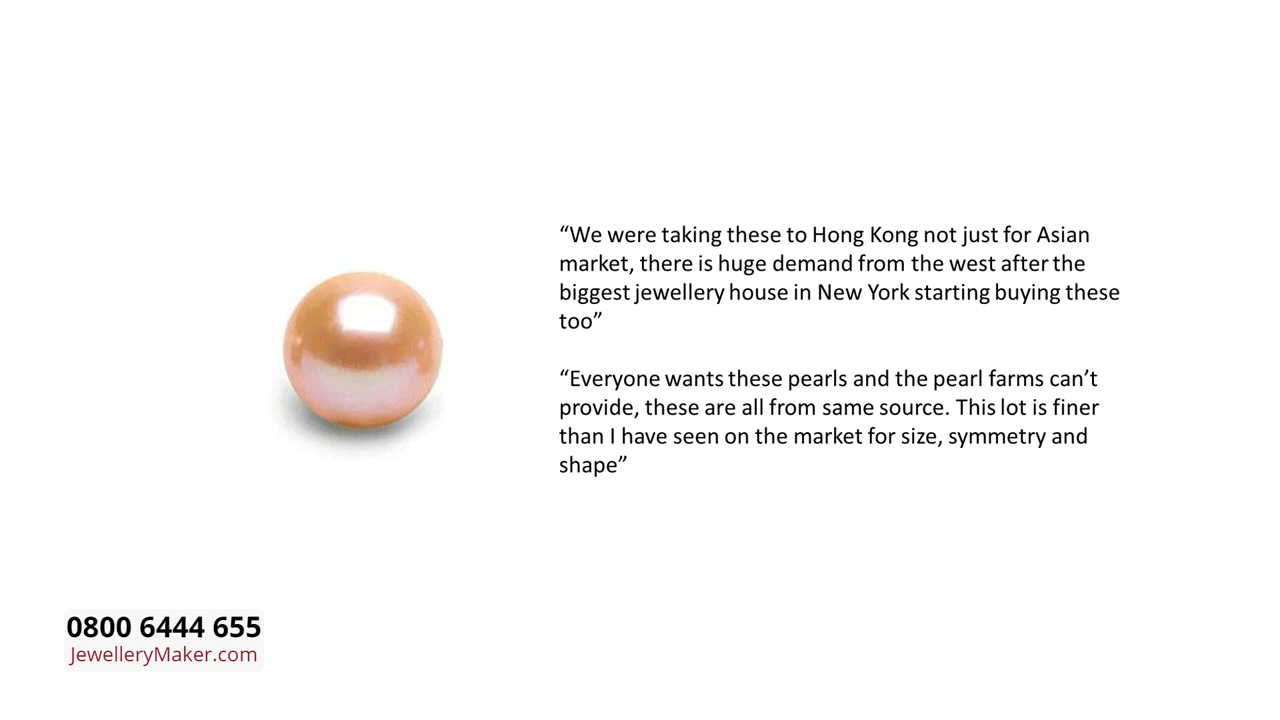 “We were taking these to Hong Kong not just for Asian
market, there is huge demand from the west after the
biggest jewellery house in New York starting buying these
too”
“Everyone wants these pearls and the pearl farms can’t
provide, these are all from same source. This lot is finer
than I have seen on the market for size, symmetry and
shape”
0800 6444 655
JewelleryMaker.com